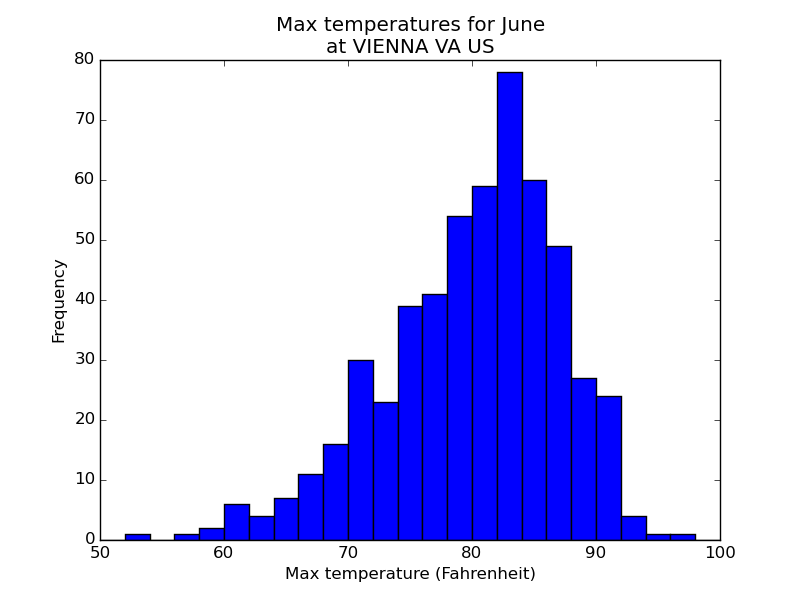 Max temperatures for June
at VIENNA VA US
80
70
60
50
40
30
20
10
0
Frequency
50 60 70 80 90 100
Max temperature (Fahrenheit)